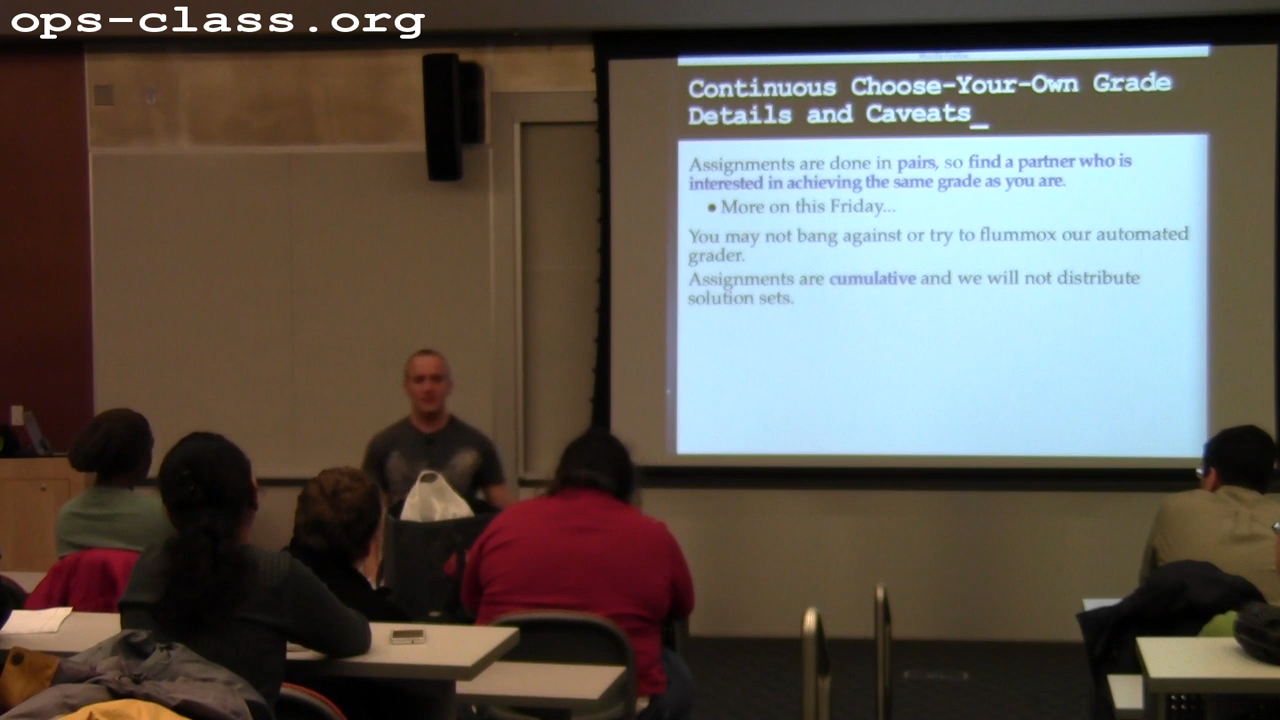 ops-class.org
Continuous Choose-Your-Own Grade
Details and Caveats_
Assignments are done in pairs, so find a partner who is
interested in achieving the same grade as you are.
• More on this Friday...
You may not bang against or try to flummox our automated
grader.
Assignments are cumulative and we will not distribute
solution sets.